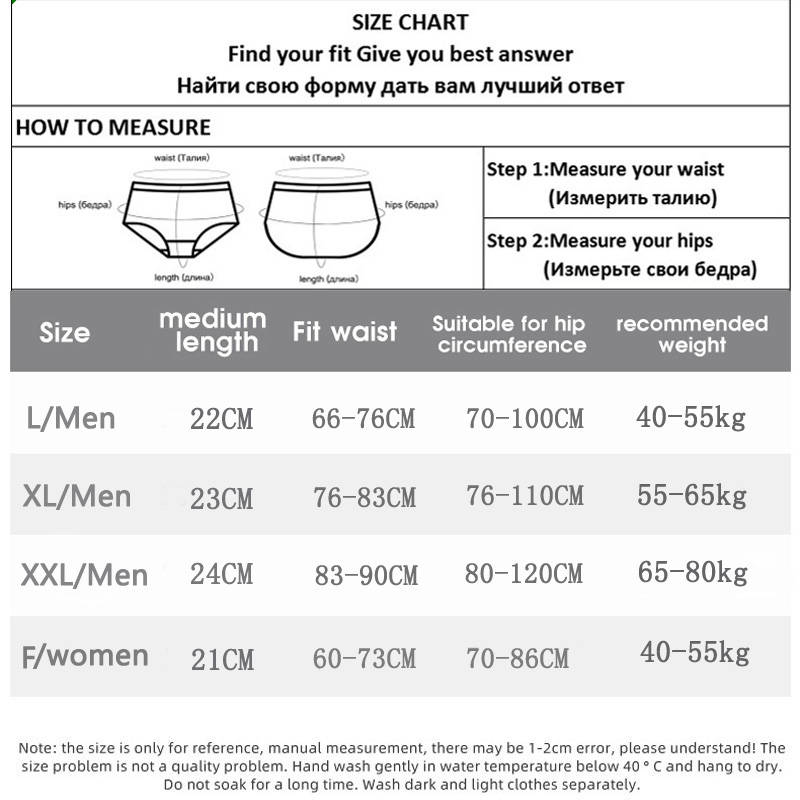 SIZE CHART
Find your fit Give you best answer
Найти свою форму дать вам лучший ответ
HOW TO MEASURE
waist (Талия) waist (Талия)
hips (бедра) hips (бедра)
length (длина) length (длина)
Step 1:Measure your waist
(Измерить талию)
Step 2:Measure your hips
(Измерьте свои бедра)
Size medium length Fit waist Suitable for hip circumference recommended weight
L/Men 22CM 66-76CM 70-100CM 40-55kg
XL/Men 23CM 76-83CM 76-110CM 55-65kg
XXL/Men 24CM 83-90CM 80-120CM 65-80kg
F/women 21CM 60-73CM 70-86CM 40-55kg
Note: the size is only for reference, manual measurement, there may be 1-2cm error, please understand! The
size problem is not a quality problem. Hand wash gently in water temperature below 40 ° C and hang to dry.
Do not soak for a long time. Wash dark and light clothes separately.